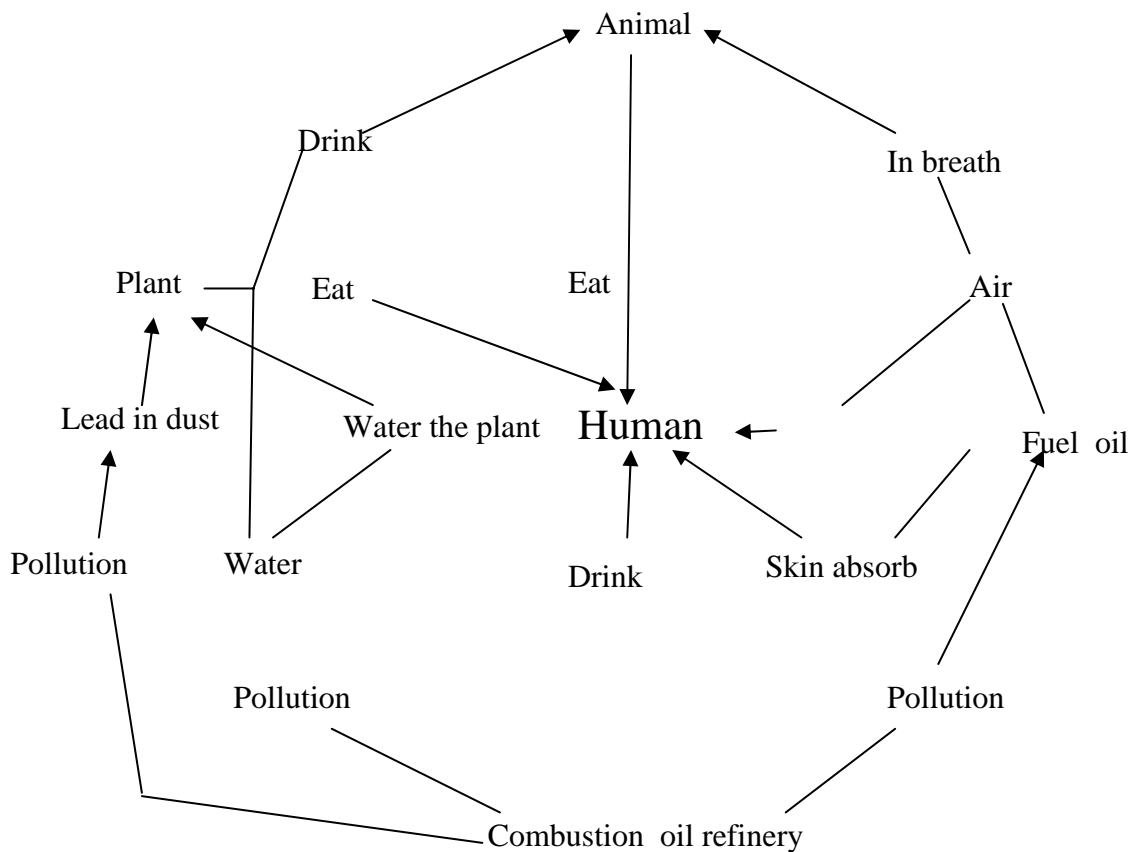 Animal
Drink
In breath
Plant
Eat
Eat
Air
Lead in dust
Water the plant
Human
Fuel oil
Pollution
Water
Drink
Skin absorb
Pollution
Pollution
Combustion oil refinery